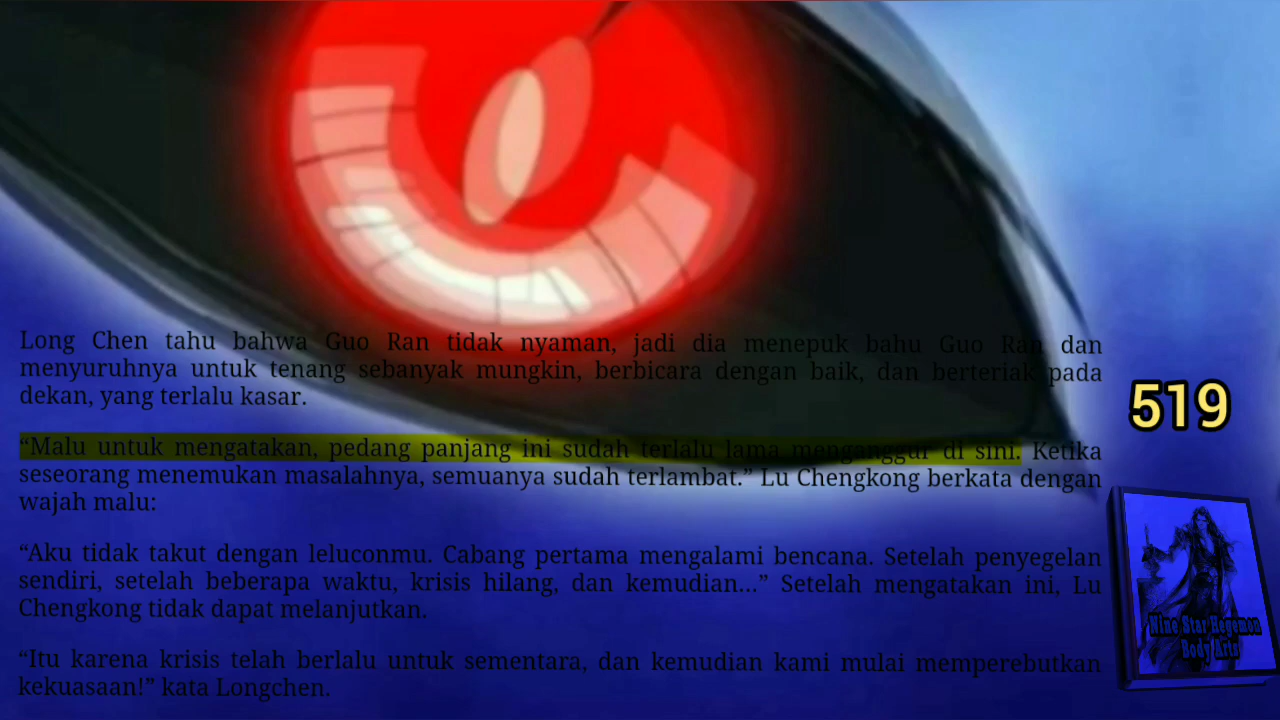 Long Chen tahu bahwa Guo Ran tidak nyaman, jadi dia menepuk bahu Guo Ran dan
menyuruhnya untuk tenang sebanyak mungkin, berbicara dengan baik, dan berteriak pada
dekan, yang terlalu kasar.
“Malu untuk mengatakan, pedang panjang ini sudah terlalu lama menganggur di sini. Ketika
seseorang menemukan masalahnya, semuanya sudah terlambat.” Lu Chengkong berkata dengan
wajah malu:
“Aku tidak takut dengan leluconmu. Cabang pertama mengalami bencana. Setelah penyegelan
sendiri, setelah beberapa waktu, krisis hilang, dan kemudian…” Setelah mengatakan ini, Lu
Chengkong tidak dapat melanjutkan.
“Itu karena krisis telah berlalu untuk sementara, dan kemudian kami mulai memperebutkan
kekuasaan!” kata Longchen.
519
Nine Star Hegemon
Body Arts